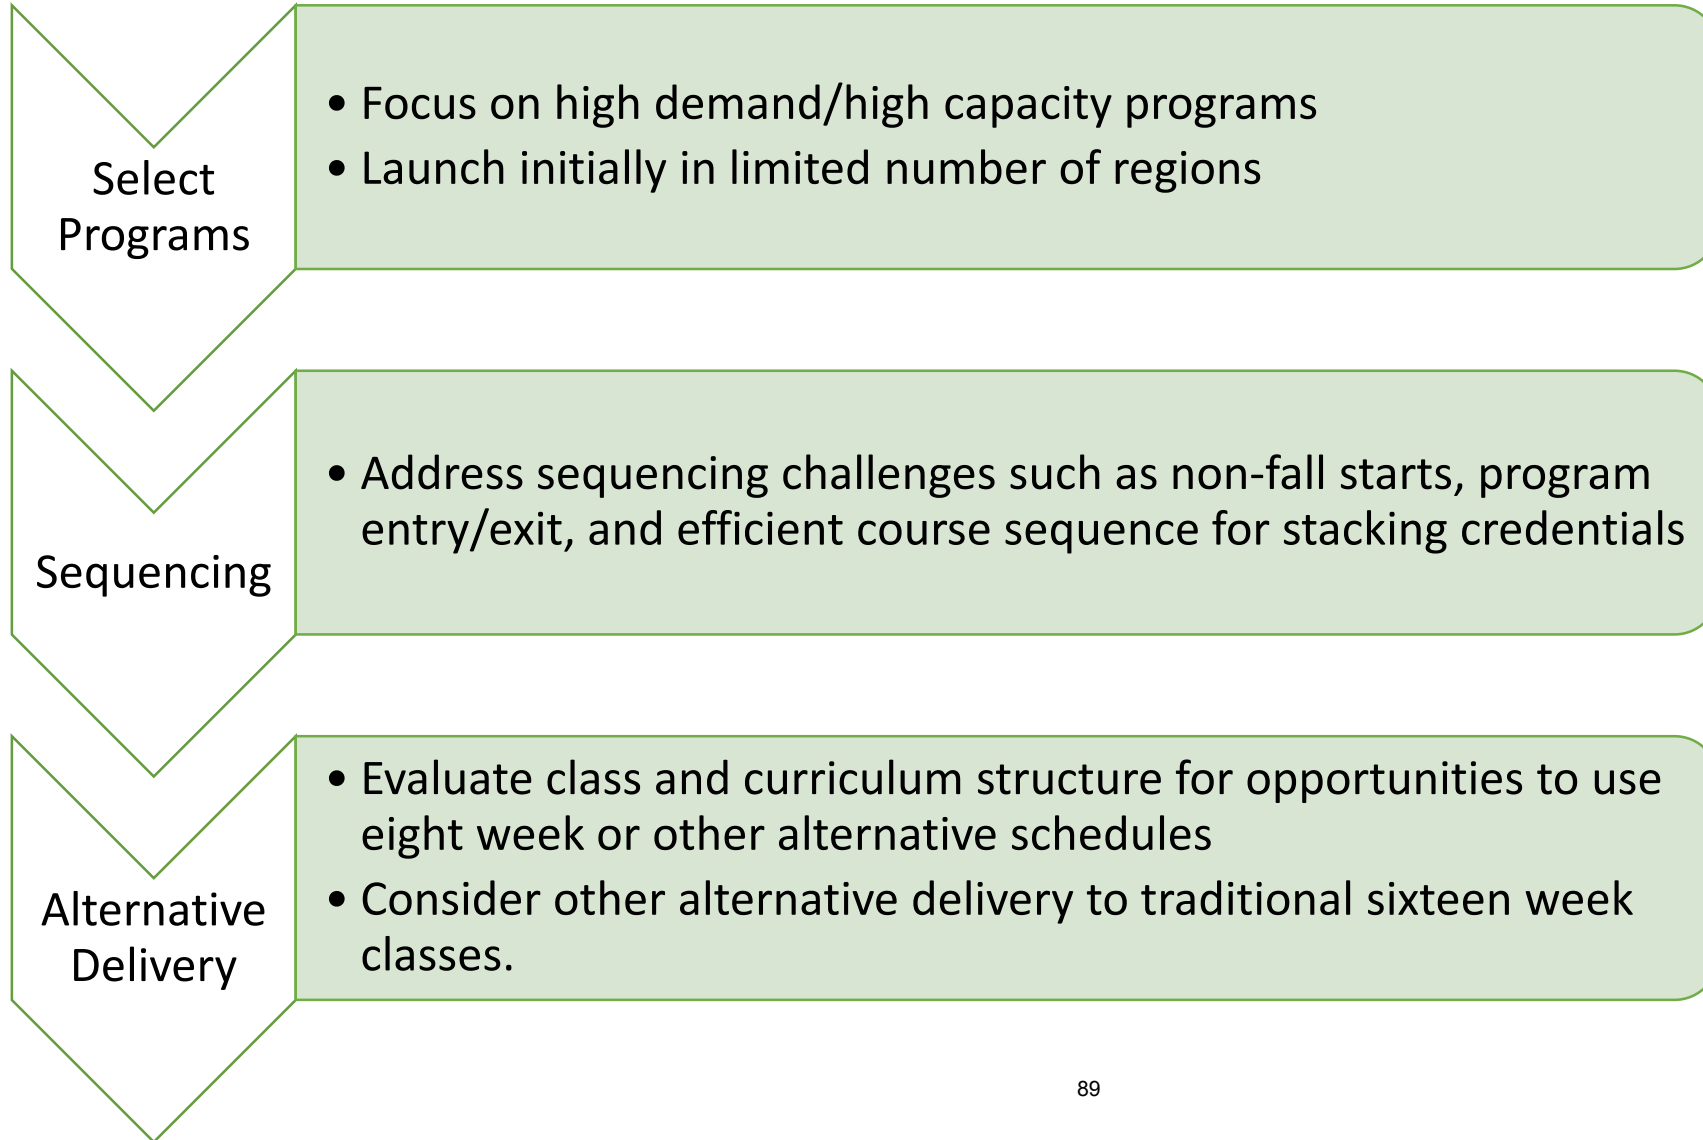 Select
Programs
• Focus on high demand/high capacity programs
• Launch initially in limited number of regions
Sequencing
• Address sequencing challenges such as non-fall starts, program
entry/exit, and efficient course sequence for stacking credentials
Alternative
Delivery
• Evaluate class and curriculum structure for opportunities to use
eight week or other alternative schedules
• Consider other alternative delivery to traditional sixteen week
classes.
89